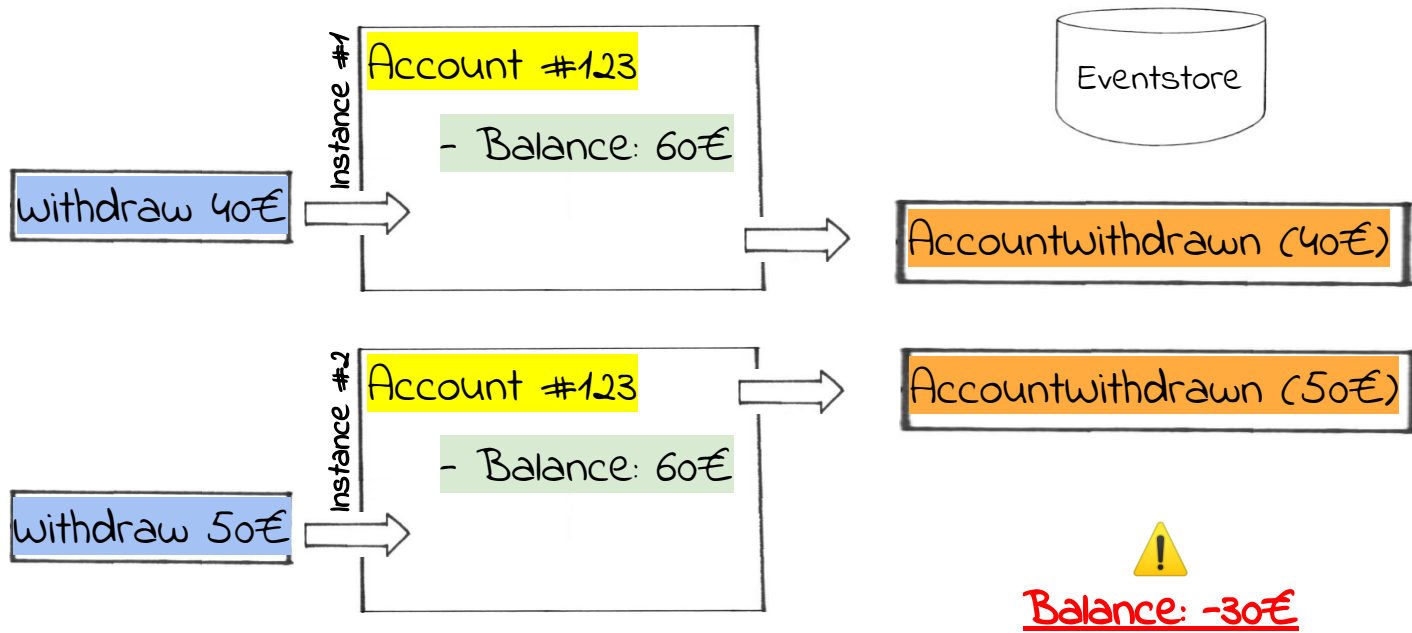 Instance #1
Account #123
- Balance: 60€
withdraw 40€
Eventstore
Accountwithdrawn (40€)
Instance #2
Account #123
- Balance: 60€
withdraw 50€
Accountwithdrawn (50€)
Balance: -30€